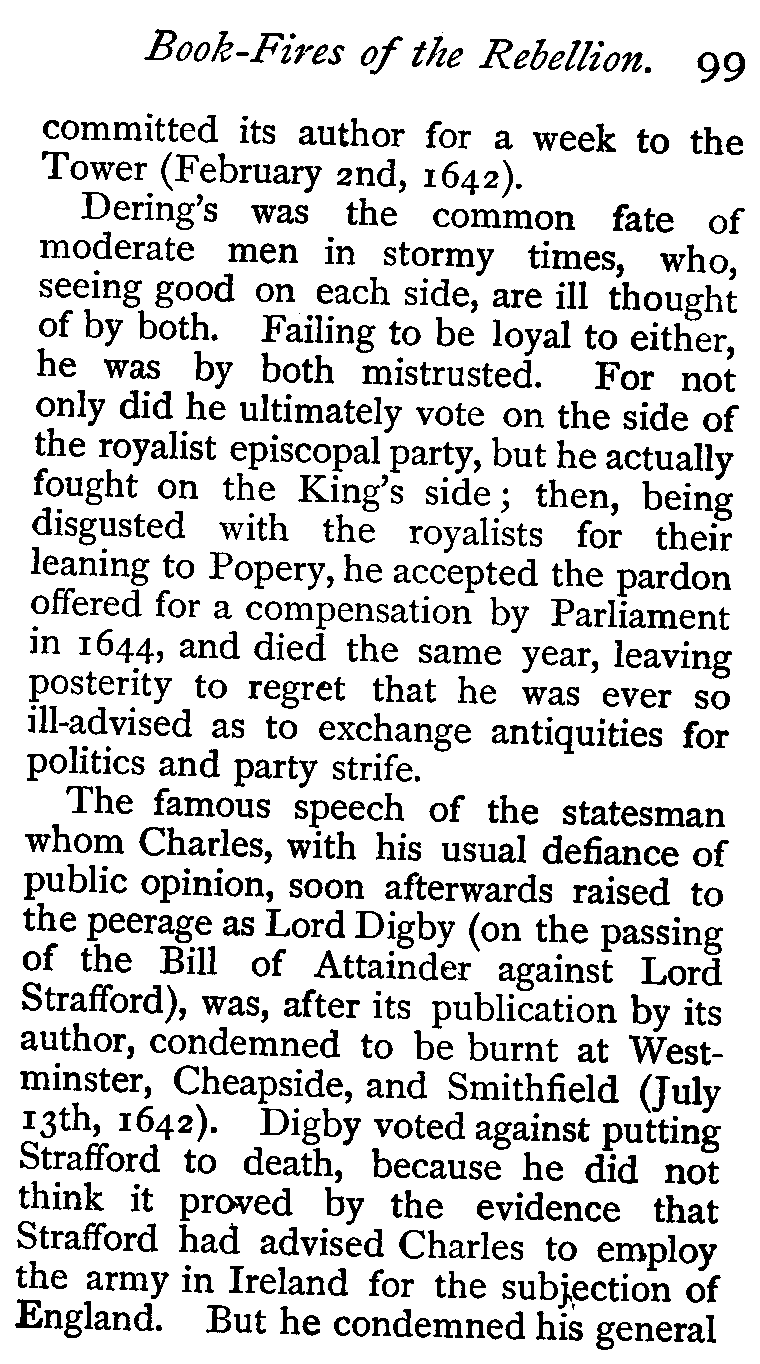 Book-Fires of the Rebellion. 99
committed its author for a week to the
Tower (February 2nd, 1642).
Dering's was the common fate of
moderate men in stormy times, who,
seeing good on each side, are ill thought
of by both. Failing to be loyal to either,
he was by both mistrusted. For not
only did he ultimately vote on the side of
the royalist episcopal party, but he actually
fought on the King's side; then, being
disgusted with the royalists for their
leaning to Popery, he accepted the pardon
offered for a compensation by Parliament
in 1644, and died the same year, leaving
posterity to regret that he was ever so
ill-advised as to exchange antiquities for
politics and party strife.
The famous speech of the statesman
whom Charles, with his usual defiance of
public opinion, soon afterwards raised to
the peerage as Lord Digby (on the passing
of the Bill of Attainder against Lord
Strafford), was, after its publication by its
author, condemned to be burnt at West-
minster, Cheapside, and Smithfield (July
13th, 1642). Digby voted against putting
Strafford to death, because he did not
think it proved by the evidence that
Strafford had advised Charles to employ
the army in Ireland for the subjection of
England. But he condemned his general